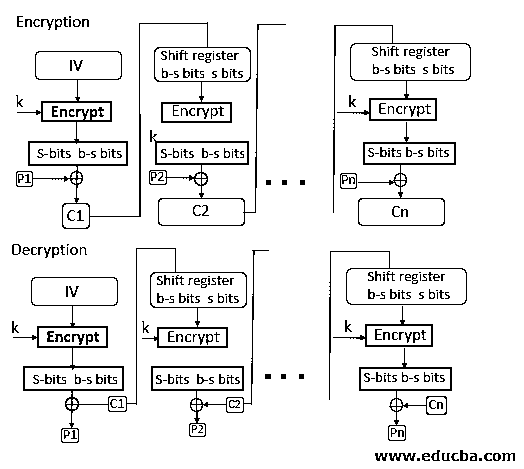 Encryption
IV
Shift register
b-s bits s bits
Shift register
b-s bits s bits
k
Encrypt
Encrypt
k
Encrypt
k
S-bits b-s bits
S-bits b-s bits
S-bits b-s bits
P1
P2
Pn
C1
C2
Cn
...
Decryption
IV
Shift register
b-s bits s bits
Shift register
b-s bits s bits
k
Encrypt
k
Encrypt
k
Encrypt
S-bits b-s bits
S-bits b-s bits
S-bits b-s bits
...
C1
C2
Cn
P1
P2
Pn
www.educba.com